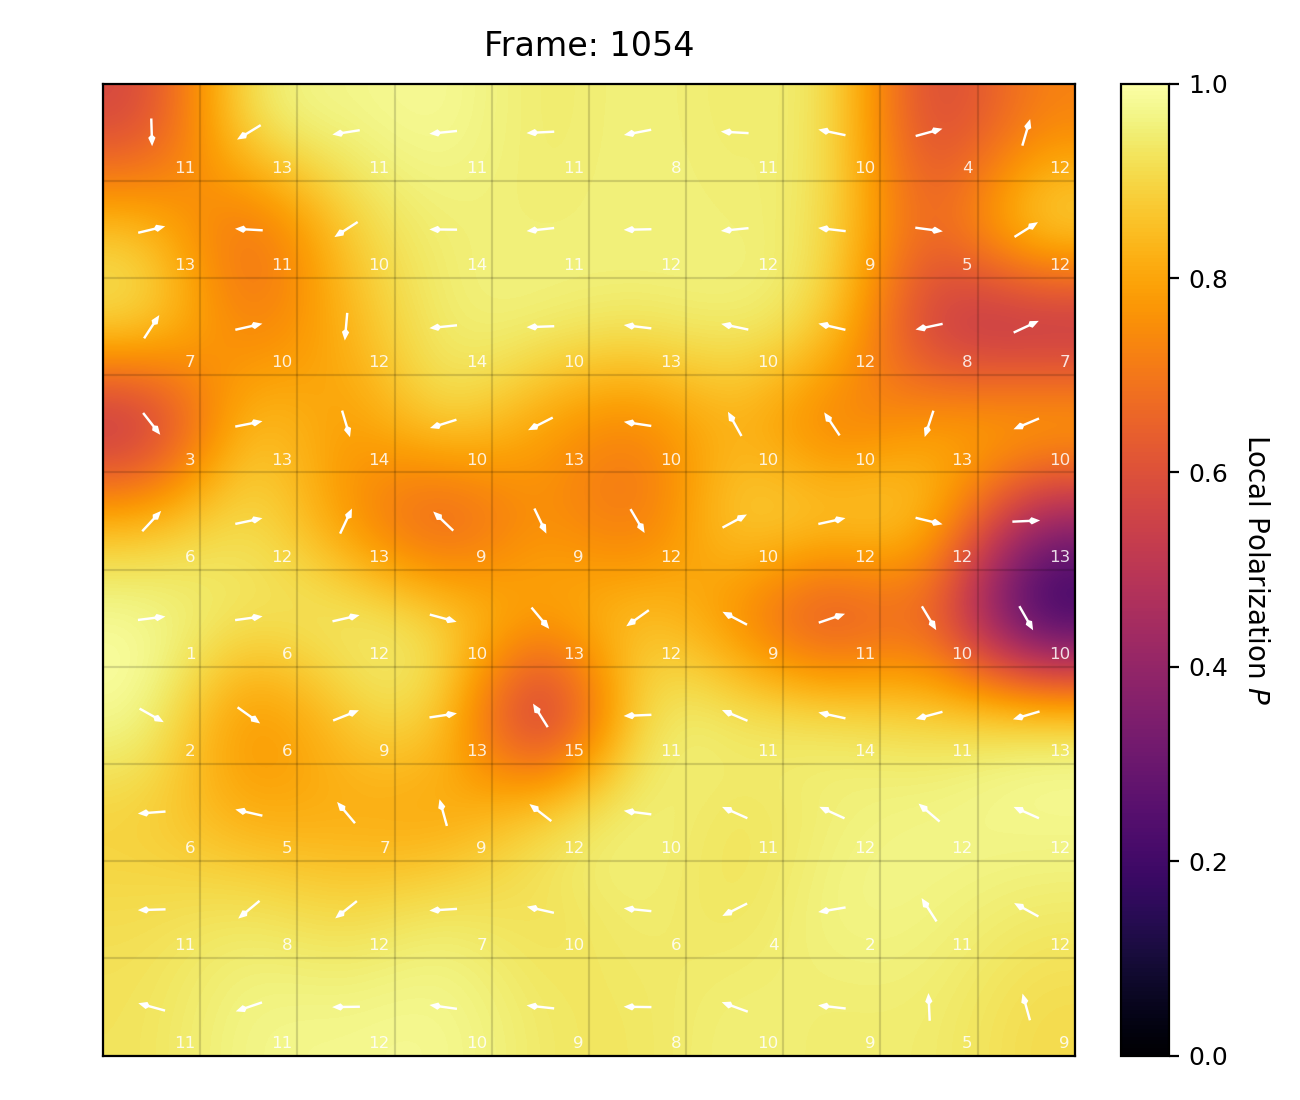 Frame: 1054
11 13 11 11 11 8 11 10 4 12
13 11 10 14 11 12 12 9 5 12
7 10 12 14 10 13 10 12 8 7
3 13 14 10 13 10 10 10 13 10
6 12 13 9 9 12 10 12 12 13
1 6 12 10 13 12 9 11 10 10
2 6 9 13 15 11 11 14 11 13
6 5 7 9 12 10 11 12 12 12
11 8 12 7 10 6 4 2 11 12
11 11 12 10 9 8 10 9 5 9
1.0
0.8
0.6
0.4
0.2
0.0
Local Polarization P